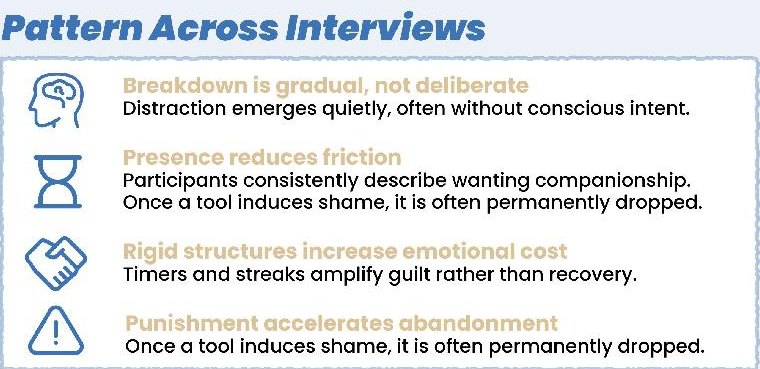 Pattern Across Interviews
Breakdown is gradual, not deliberate
Distraction emerges quietly, often without conscious intent.
Presence reduces friction
Participants consistently describe wanting companionship.
Once a tool induces shame, it is often permanently dropped.
Rigid structures increase emotional cost
Timers and streaks amplify guilt rather than recovery.
Punishment accelerates abandonment
Once a tool induces shame, it is often permanently dropped.